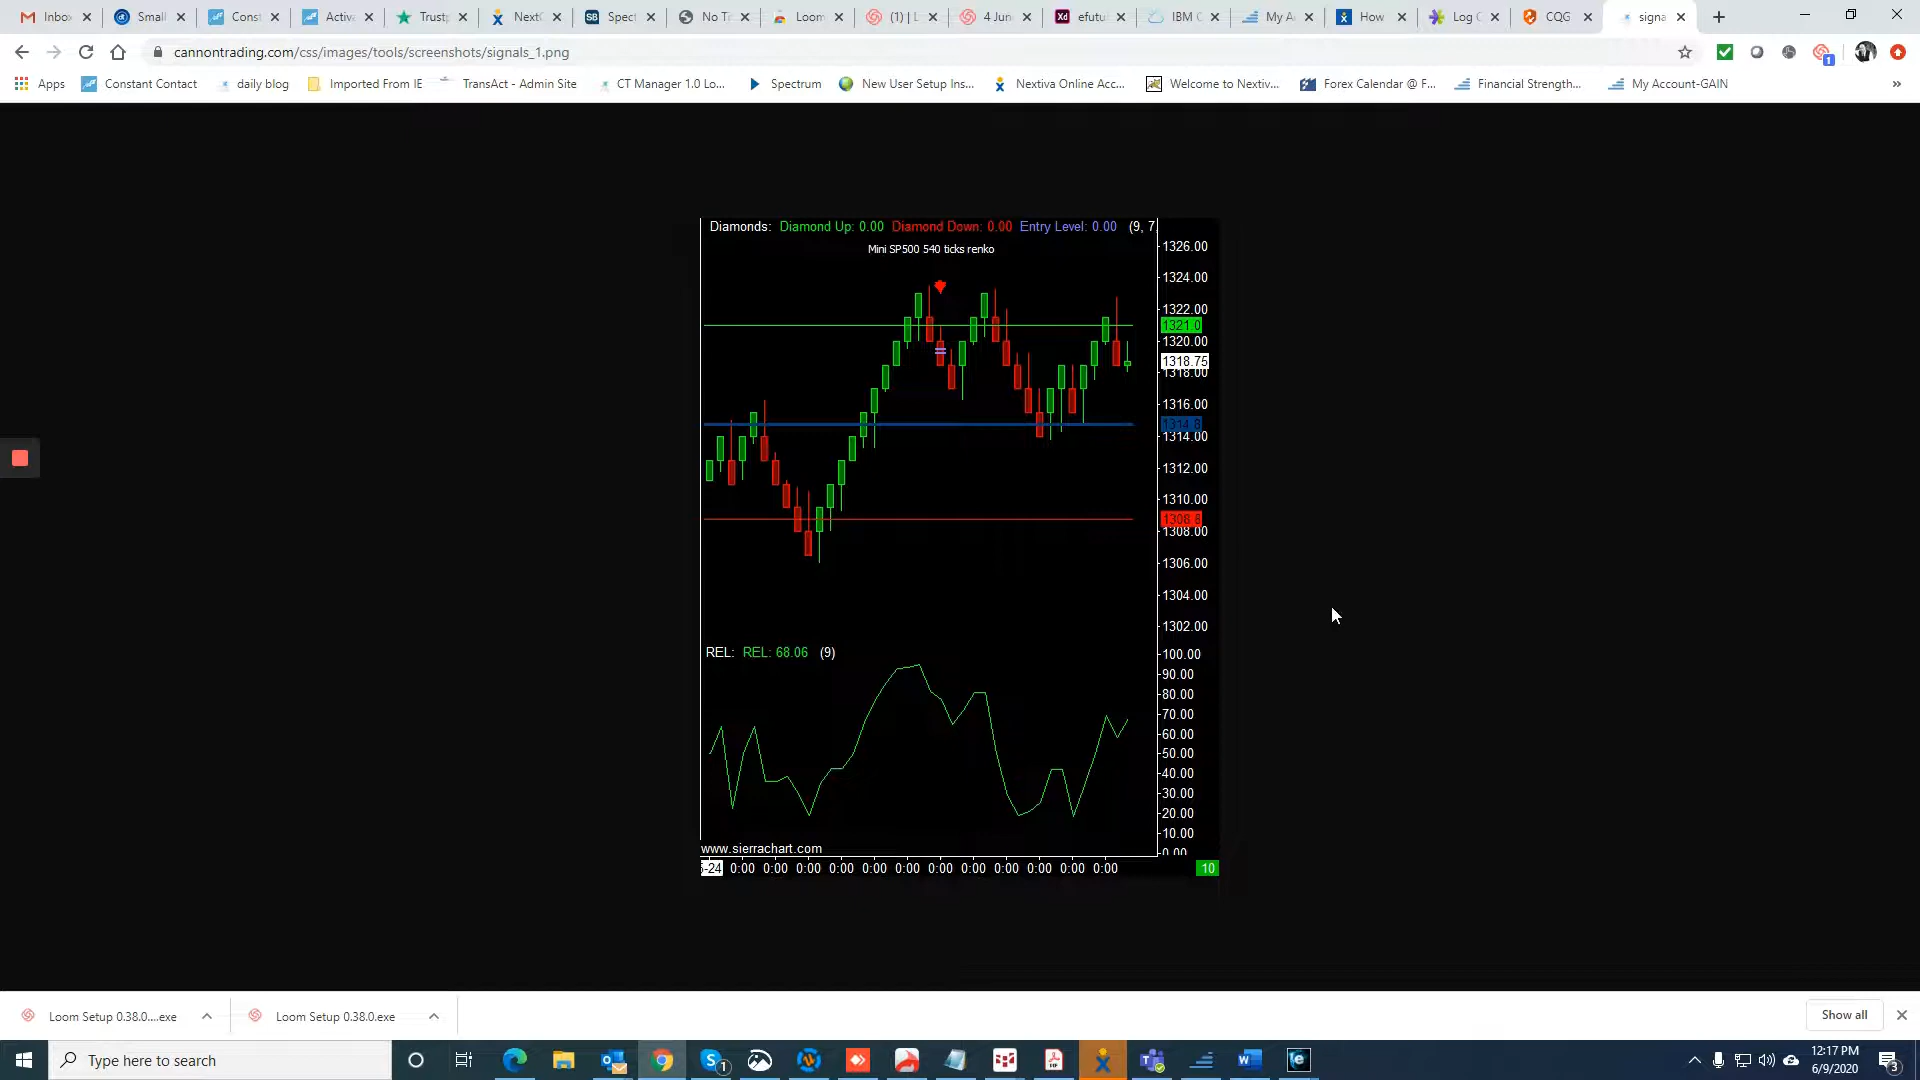 Inbo
Small
Const
Activa
Trustp
Next
Spect
No Ti
Loom
(1) | L
4 Jun
efutu
IBM C
My A
How
Log C
CQG
signa
cannontrading.com/css/images/tools/screenshots/signals_1.png
Apps
Constant Contact
daily blog
Imported From IE
TransAct - Admin Site
CT Manager 1.0 Lo...
Spectrum
New User Setup Ins...
Nextiva Online Acc...
Welcome to Nextiv...
Forex Calendar @ F...
Financial Strength...
My Account-GAIN
»
Diamonds: Diamond Up: 0.00 Diamond Down: 0.00 Entry Level: 0.00 (9, 7
Mini SP500 540 ticks renko
1326.00
1324.00
1322.00
1321.0
1320.00
1318.75
1318.00
1316.00
1314.8
1314.00
1312.00
1310.00
1308.8
1308.00
1306.00
1304.00
1302.00
REL: REL: 68.06 (9)
100.00
90.00
80.00
70.00
60.00
50.00
40.00
30.00
20.00
10.00
0.00
www.sierrachart.com
-24 0:00 0:00 0:00 0:00 0:00 0:00 0:00 0:00 0:00 0:00 0:00 0:00 10
Loom Setup 0.38.0....exe
Loom Setup 0.38.0.exe
Show all
Type here to search
12:17 PM
6/9/2020
3